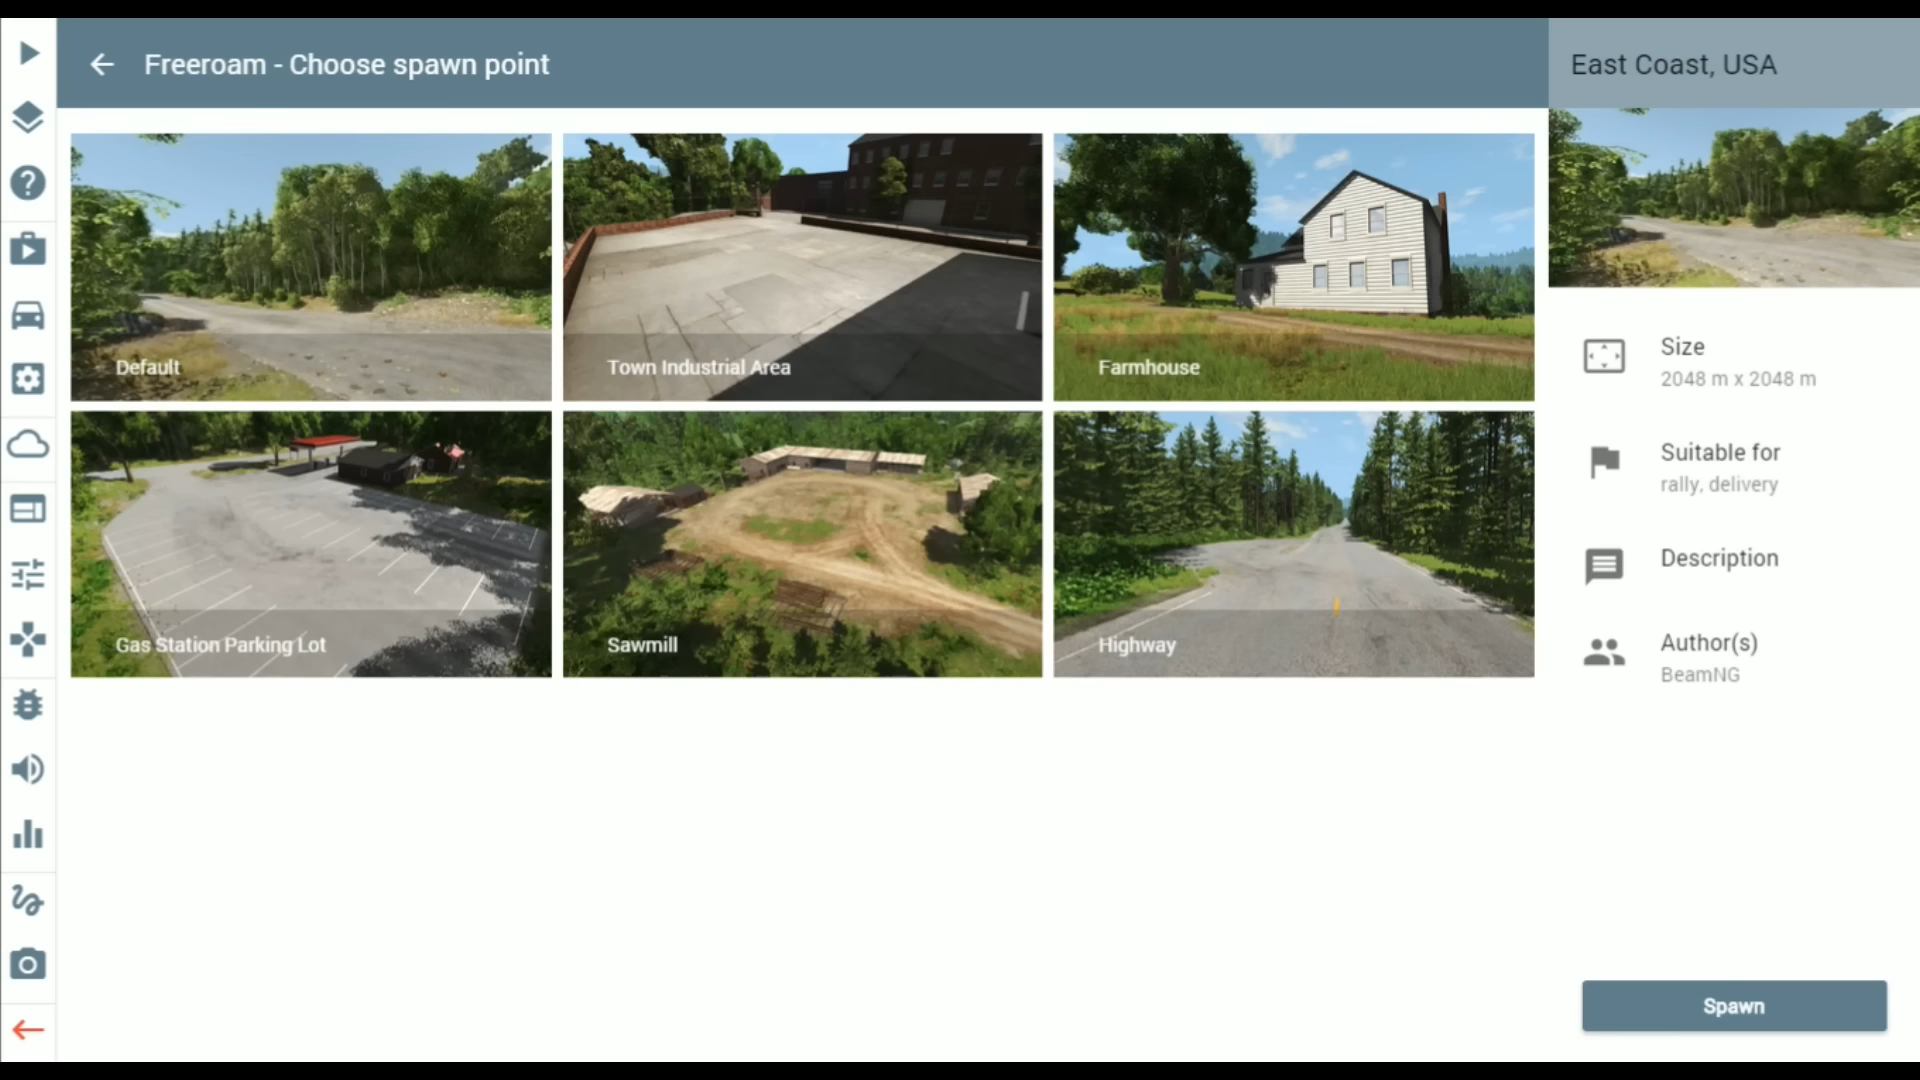 Freeroam - Choose spawn point
East Coast, USA
Default
Town Industrial Area
Farmhouse
Gas Station Parking Lot
Sawmill
Highway
Size
2048 m x 2048 m
Suitable for
rally, delivery
Description
Author(s)
BeamNG
Spawn